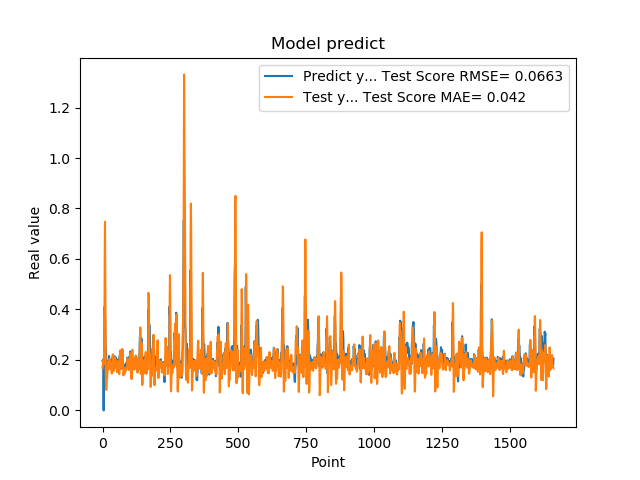 Model predict
Predict y... Test Score RMSE= 0.0663
Test y... Test Score MAE= 0.042
Real value
1.2
1.0
0.8
0.6
0.4
0.2
0.0
0 250 500 750 1000 1250 1500
Point